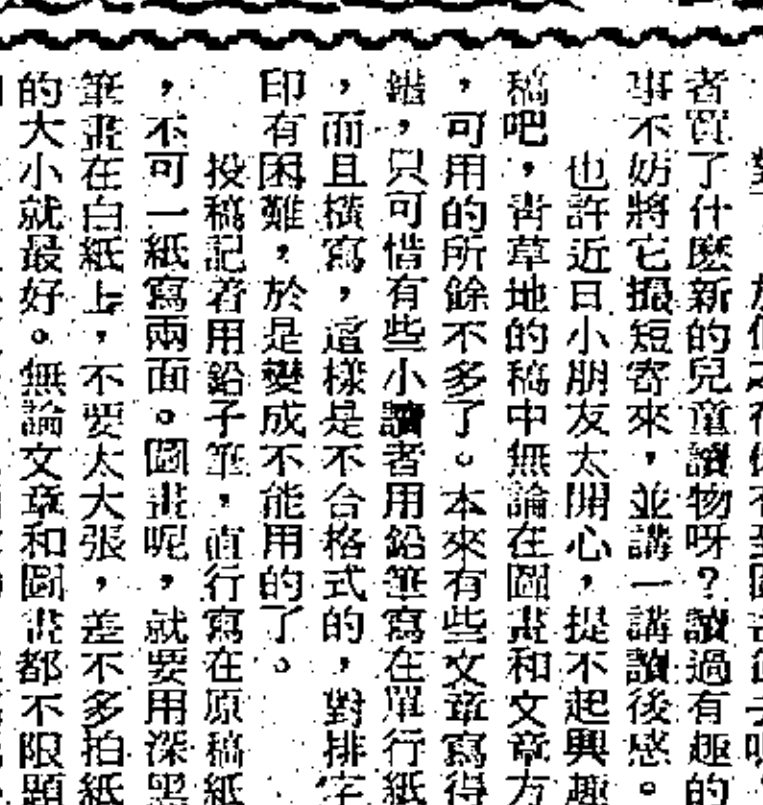 者買了什麽新的兒童讀物呀？讀過有趣的
事不妨將它攝短寄來，並講一講讀後感。
也許近日小朋友太開心，提不起興趣
稿吧，青草地的稿中無論在圖畫和文章方
，可用的所餘不多了。本來有些文章寫得
，只可惜有些小讀者用鉛筆寫在單行紙
，而且橫寫，這樣是不合格式的，對排字
印有困難，於是變成不能用的了。
投稿記者用鉛子筆，直行寫在原稿紙
，不可一紙寫兩面。圖畫呢，就要用深黑
筆畫在白紙上，不要太大張，差不多拍紙
的大小就最好。無論文章和圖畫都不限題